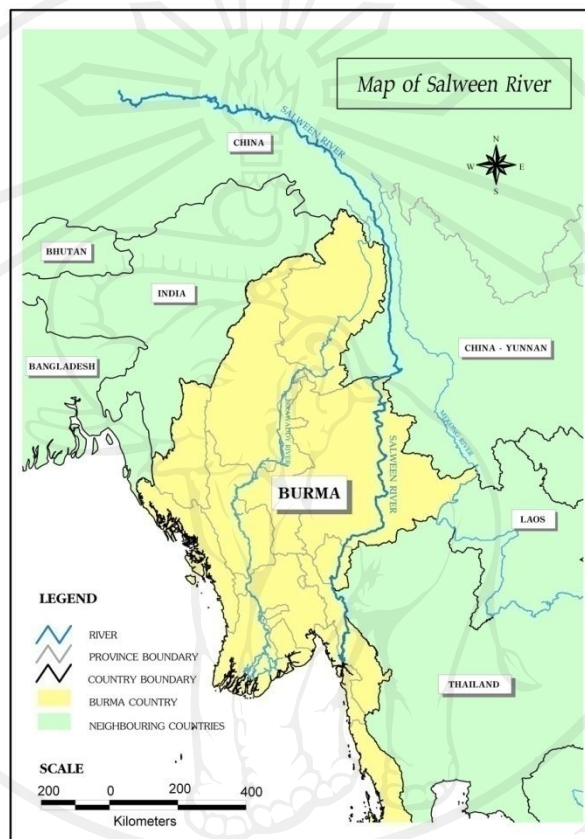 Map of Salween River
SALWEEN RIVER
CHINA
N
W E
S
BHUTAN
INDIA
CHINA - YUNNAN
BANGLADESH
MEKONG RIVER
SALWEEN RIVER
BURMA
LAOS
LEGEND
RIVER
PROVINCE BOUNDARY
COUNTRY BOUNDARY
BURMA COUNTRY
NEIGHBOURING COUNTRIES
THAILAND
SCALE
200 0 200 400
Kilometers